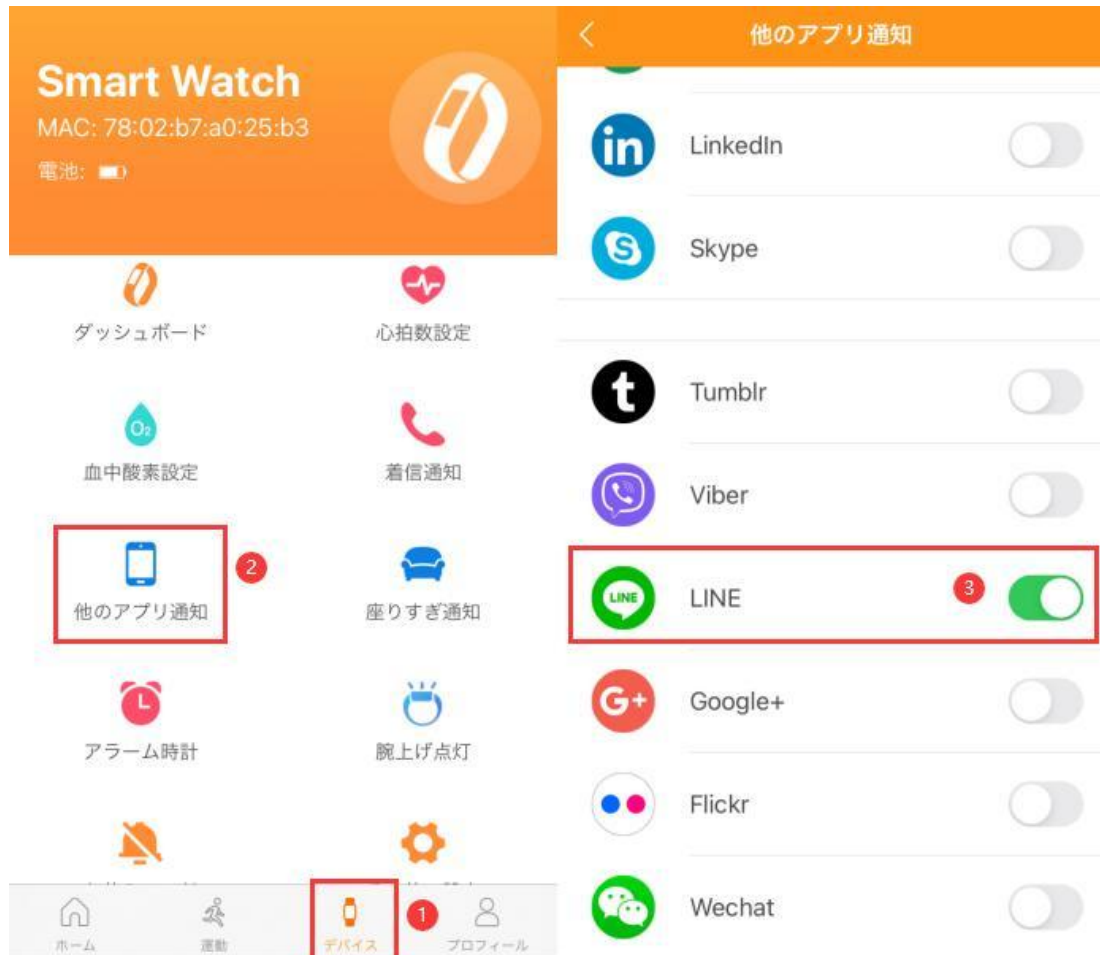 Smart Watch
MAC: 78:02:b7:a0:25:b3
電池:
ダッシュボード
心拍数設定
O₂
血中酸素設定
着信通知
2
他のアプリ通知
座りすぎ通知
アラーム時計
腕上げ点灯
ホーム
運動
デバイス
1
プロフィール
他のアプリ通知
in
LinkedIn
S
Skype
t
Tumblr
Viber
LINE
LINE
3
G+
Google+
Flickr
Wechat